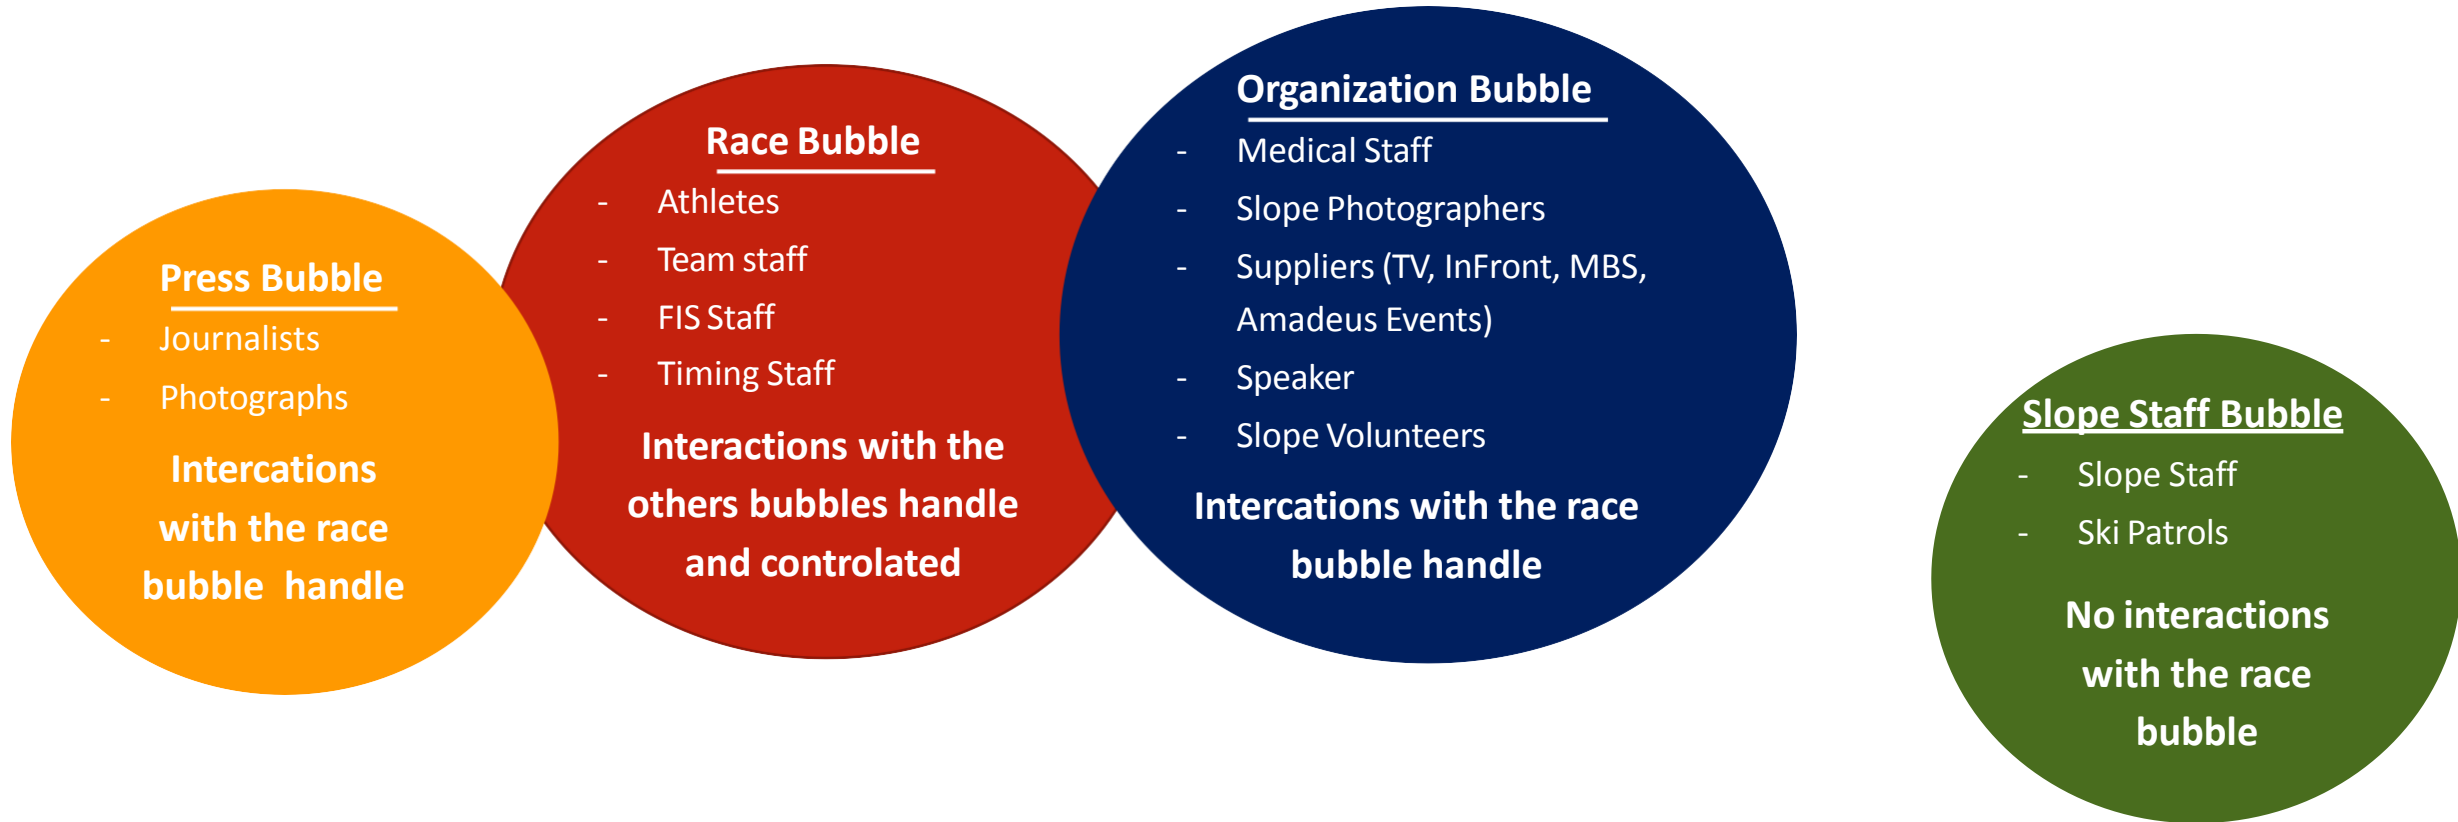 Press Bubble
- Journalists
- Photographs
Intercations
with the race
bubble handle
Race Bubble
- Athletes
- Team staff
- FIS Staff
- Timing Staff
Interactions with the
others bubbles handle
and controlated
Organization Bubble
- Medical Staff
- Slope Photographers
- Suppliers (TV, InFront, MBS,
Amadeus Events)
- Speaker
- Slope Volunteers
Intercations with the race
bubble handle
Slope Staff Bubble
- Slope Staff
- Ski Patrols
No interactions
with the race
bubble